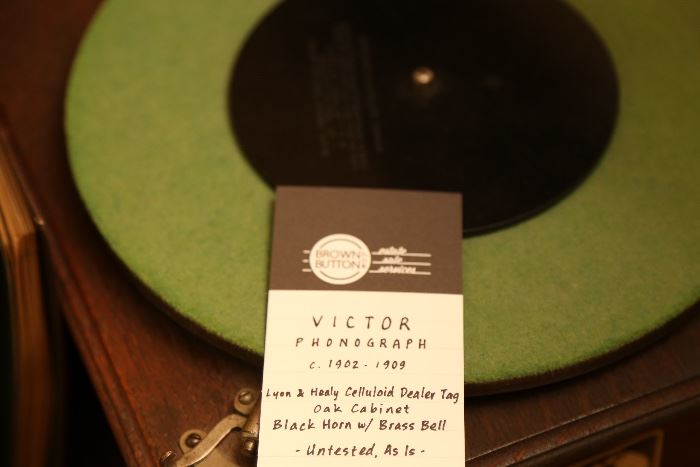 BROWN
BUTTON
estate
sale
services
VICTOR
PHONOGRAPH
c. 1902 - 1909
Lyon & Healy Celluloid Dealer Tag
Oak Cabinet
Black Horn w/ Brass Bell
- Untested, As Is -